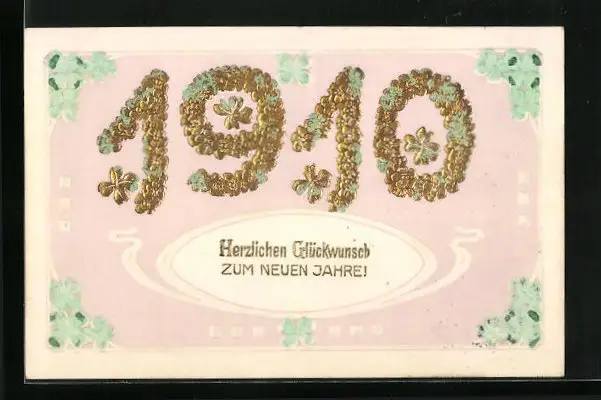 1910
Herzlichen Glückwunsch
ZUM NEUEN JAHRE!